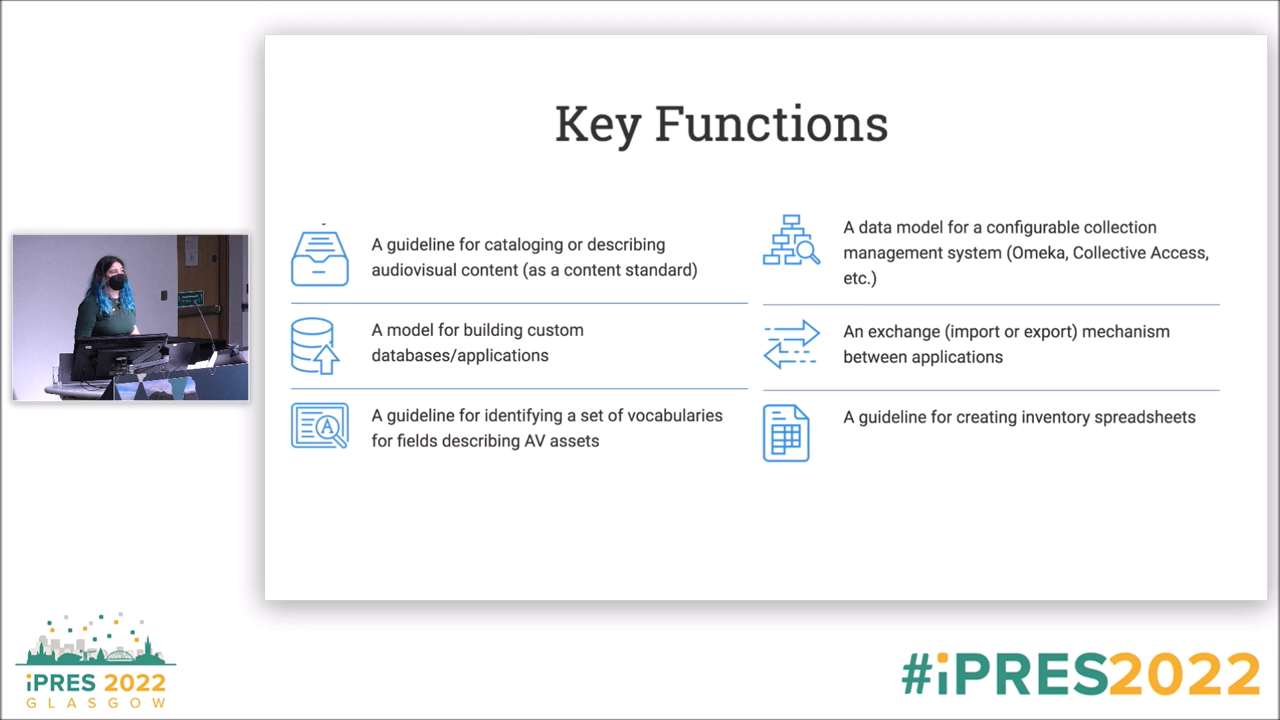 Key Functions
A guideline for cataloging or describing
audiovisual content (as a content standard)
A model for building custom
databases/applications
A guideline for identifying a set of vocabularies
for fields describing AV assets
A data model for a configurable collection
management system (Omeka, Collective Access,
etc.)
An exchange (import or export) mechanism
between applications
A guideline for creating inventory spreadsheets
A
iPRES 2022
GLASGOW
#iPRES2022